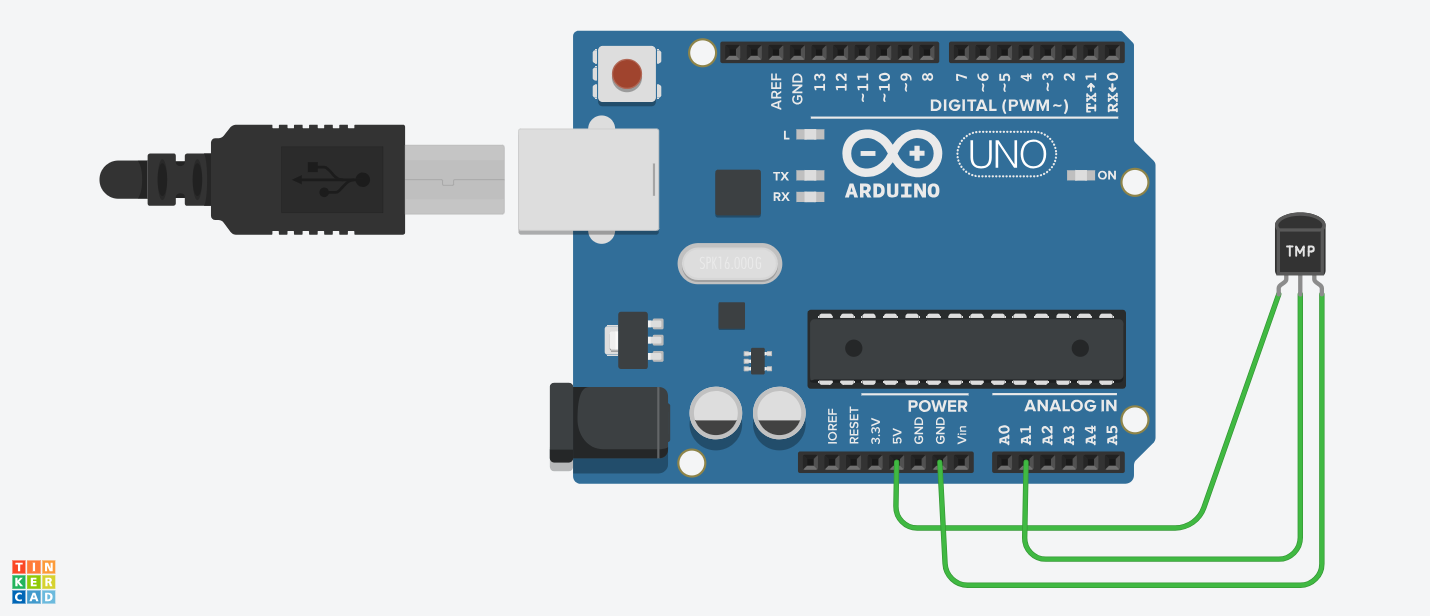 AREF
GND
13
12
~11
~10
~9
8
7
~6
~5
4
~3
2
TX→1
RX←0
DIGITAL (PWM~)
L
TX
RX
UNO
ARDUINO
ON
TMP
SPK16.000G
POWER
ANALOG IN
IOREF
RESET
3.3V
5V
GND
GND
Vin
A0
A1
A2
A3
A4
A5
TIN
KER
CAD